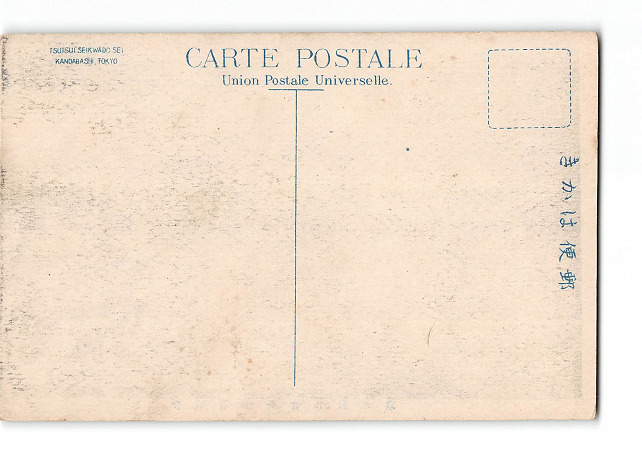 TSUTSUI SEIKWADO SEI
KANDABASHI, TOKYO
CARTE POSTALE
Union Postale Universelle.
きかは便郵